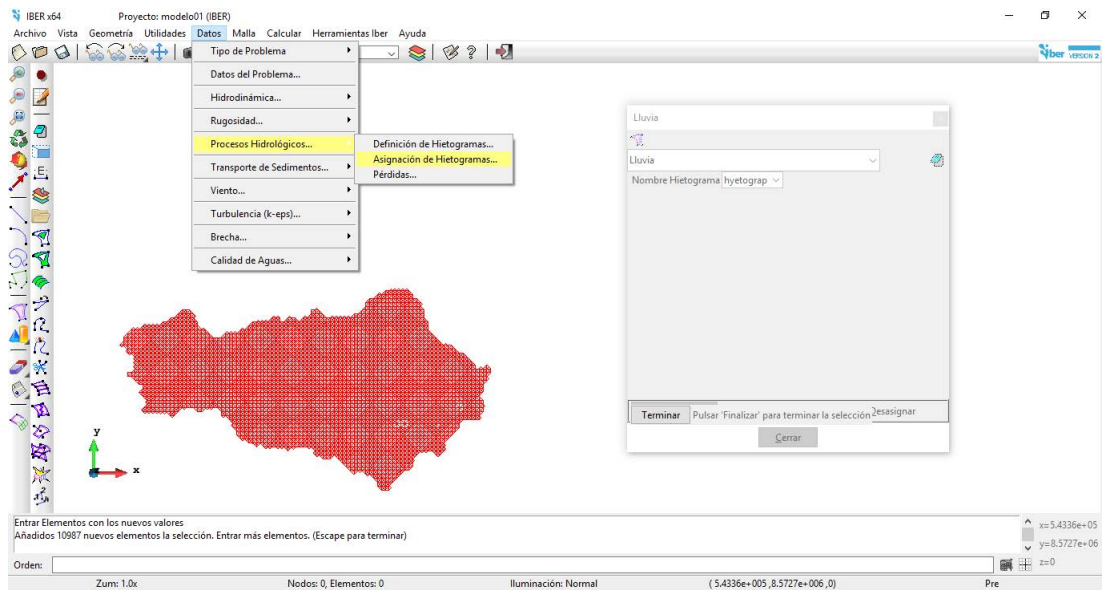 IBER x64 Proyecto: modelo01 (IBER)
Archivo Vista Geometría Utilidades Datos Malla Calcular Herramientas Iber Ayuda
iber VERSION 2
Tipo de Problema
Datos del Problema...
Hidrodinámica...
Rugosidad...
Procesos Hidrológicos...
Transporte de Sedimentos...
Viento...
Turbulencia (k-eps)...
Brecha...
Calidad de Aguas...
Definición de Hietogramas...
Asignación de Hietogramas...
Pérdidas...
Lluvia
Lluvia
Nombre Hietograma hyetograp
Terminar Pulsar 'Finalizar' para terminar la selección Desasignar
Cerrar
y
x
Entrar Elementos con los nuevos valores
Añadidos 10987 nuevos elementos la selección. Entrar más elementos. (Escape para terminar)
x=5.4336e+05
y=8.5727e+06
z=0
Orden:
Zum: 1.0x Nodos: 0, Elementos: 0 Iluminación: Normal ( 5.4336e+005 ,8.5727e+006 ,0) Pre